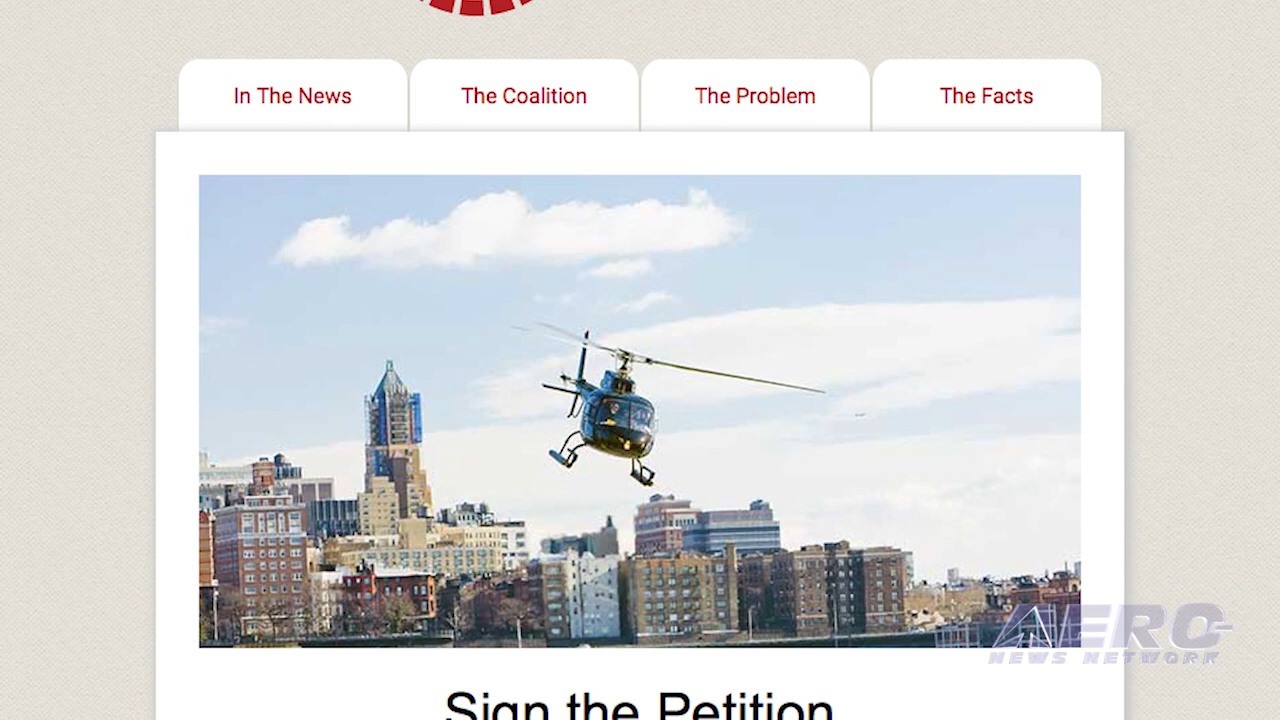 In The News
The Coalition
The Problem
The Facts
AERO
NEWS NETWORK
Sign the Petition